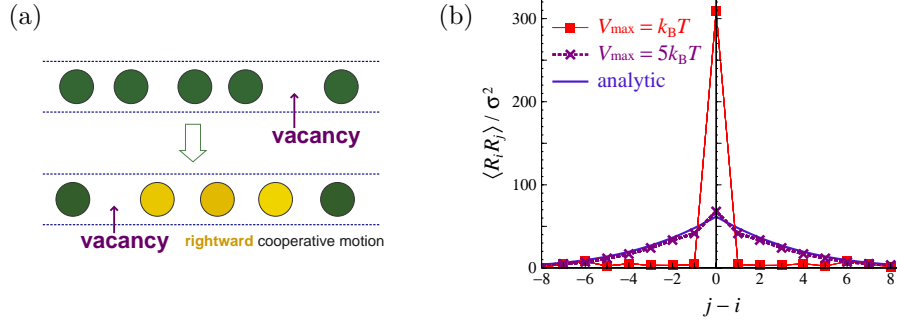 (a)
vacancy
vacancy
rightward cooperative motion
(b)
⟨R_i R_j⟩ / σ²
300
200
100
0
V_max = k_B T
V_max = 5k_B T
analytic
−8 −6 −4 −2 0 2 4 6 8
j − i